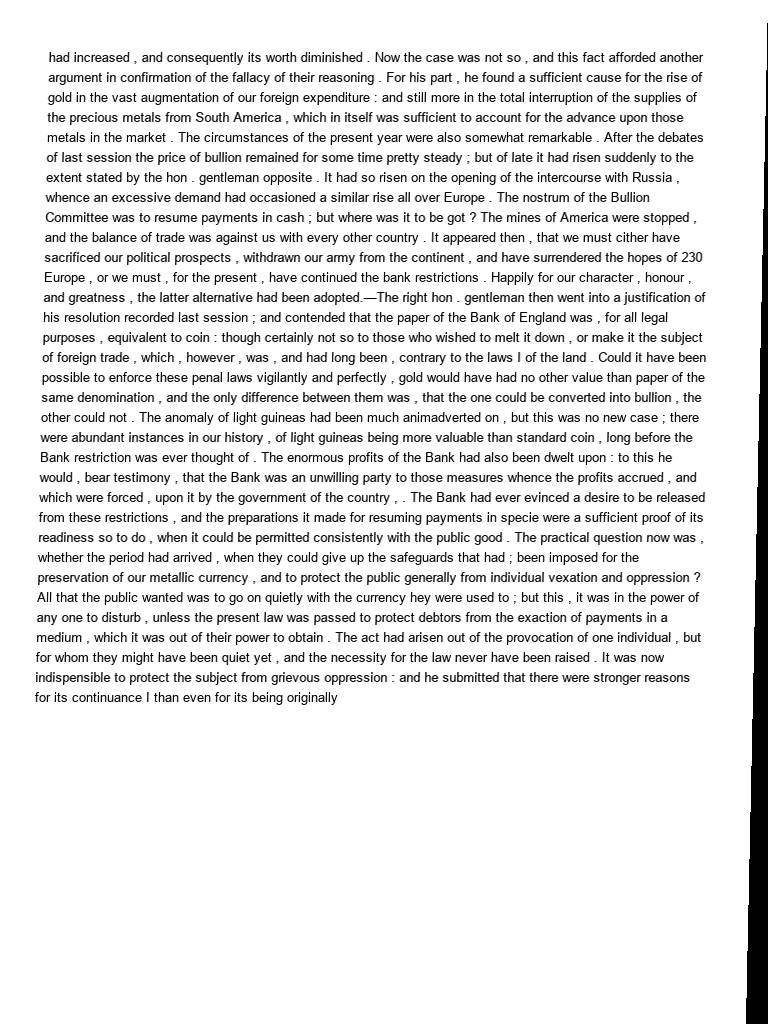 had increased , and consequently its worth diminished . Now the case was not so , and this fact afforded another
argument in confirmation of the fallacy of their reasoning . For his part , he found a sufficient cause for the rise of
gold in the vast augmentation of our foreign expenditure : and still more in the total interruption of the supplies of
the precious metals from South America , which in itself was sufficient to account for the advance upon those
metals in the market . The circumstances of the present year were also somewhat remarkable . After the debates
of last session the price of bullion remained for some time pretty steady ; but of late it had risen suddenly to the
extent stated by the hon . gentleman opposite . It had so risen on the opening of the intercourse with Russia ,
whence an excessive demand had occasioned a similar rise all over Europe . The nostrum of the Bullion
Committee was to resume payments in cash ; but where was it to be got ? The mines of America were stopped ,
and the balance of trade was against us with every other country . It appeared then , that we must cither have
sacrificed our political prospects , withdrawn our army from the continent , and have surrendered the hopes of 230
Europe , or we must , for the present , have continued the bank restrictions . Happily for our character , honour ,
and greatness , the latter alternative had been adopted.—The right hon . gentleman then went into a justification of
his resolution recorded last session ; and contended that the paper of the Bank of England was , for all legal
purposes , equivalent to coin : though certainly not so to those who wished to melt it down , or make it the subject
of foreign trade , which , however , was , and had long been , contrary to the laws I of the land . Could it have been
possible to enforce these penal laws vigilantly and perfectly , gold would have had no other value than paper of the
same denomination , and the only difference between them was , that the one could be converted into bullion , the
other could not . The anomaly of light guineas had been much animadverted on , but this was no new case ; there
were abundant instances in our history , of light guineas being more valuable than standard coin , long before the
Bank restriction was ever thought of . The enormous profits of the Bank had also been dwelt upon : to this he
would , bear testimony , that the Bank was an unwilling party to those measures whence the profits accrued , and
which were forced , upon it by the government of the country , . The Bank had ever evinced a desire to be released
from these restrictions , and the preparations it made for resuming payments in specie were a sufficient proof of its
readiness so to do , when it could be permitted consistently with the public good . The practical question now was ,
whether the period had arrived , when they could give up the safeguards that had ; been imposed for the
preservation of our metallic currency , and to protect the public generally from individual vexation and oppression ?
All that the public wanted was to go on quietly with the currency hey were used to ; but this , it was in the power of
any one to disturb , unless the present law was passed to protect debtors from the exaction of payments in a
medium , which it was out of their power to obtain . The act had arisen out of the provocation of one individual , but
for whom they might have been quiet yet , and the necessity for the law never have been raised . It was now
indispensible to protect the subject from grievous oppression : and he submitted that there were stronger reasons
for its continuance I than even for its being originally